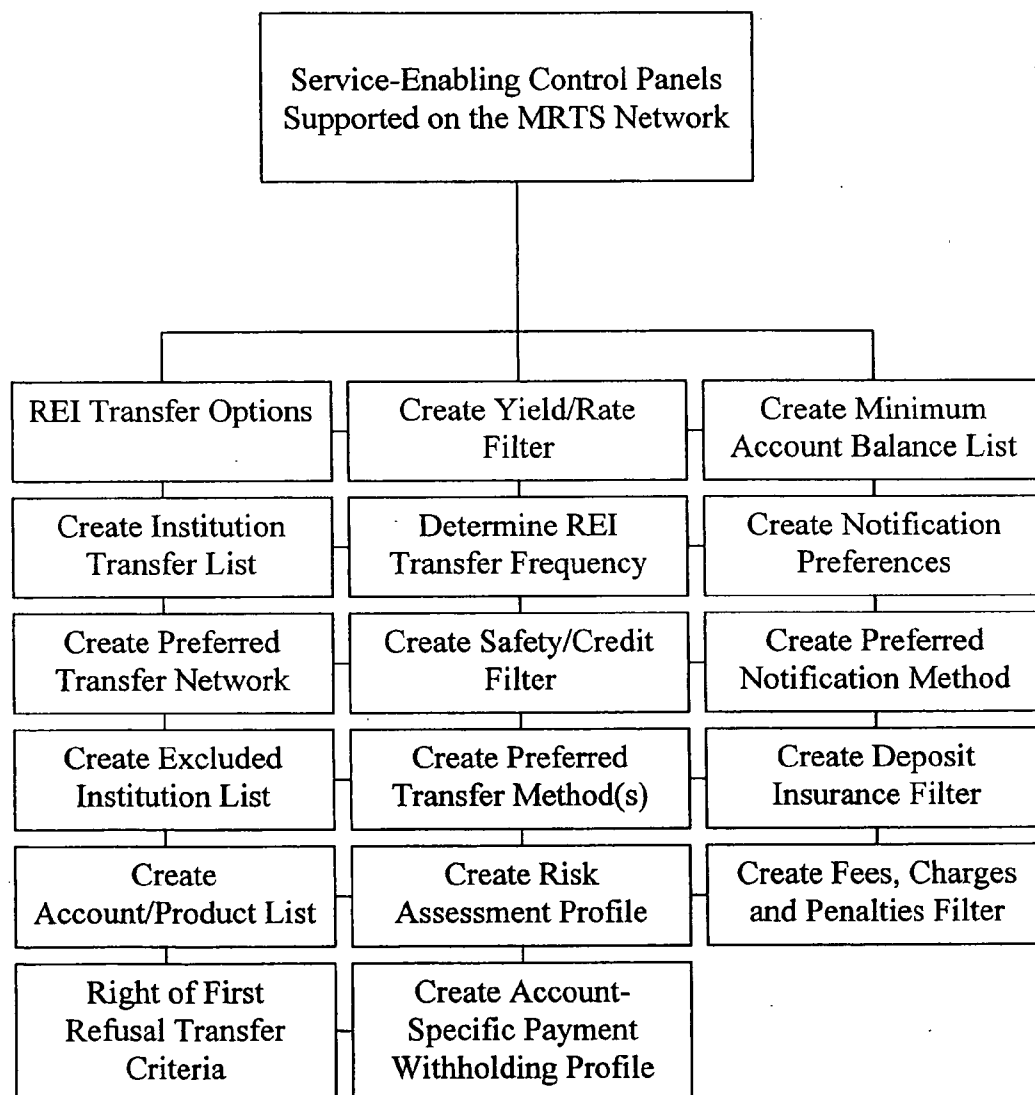 Service-Enabling Control Panels
Supported on the MRTS Network
REI Transfer Options
Create Yield/Rate
Filter
Create Minimum
Account Balance List
Create Institution
Transfer List
Determine REI
Transfer Frequency
Create Notification
Preferences
Create Preferred
Transfer Network
Create Safety/Credit
Filter
Create Preferred
Notification Method
Create Excluded
Institution List
Create Preferred
Transfer Method(s)
Create Deposit
Insurance Filter
Create
Account/Product List
Create Risk
Assessment Profile
Create Fees, Charges
and Penalties Filter
Right of First
Refusal Transfer
Criteria
Create Account-
Specific Payment
Withholding Profile